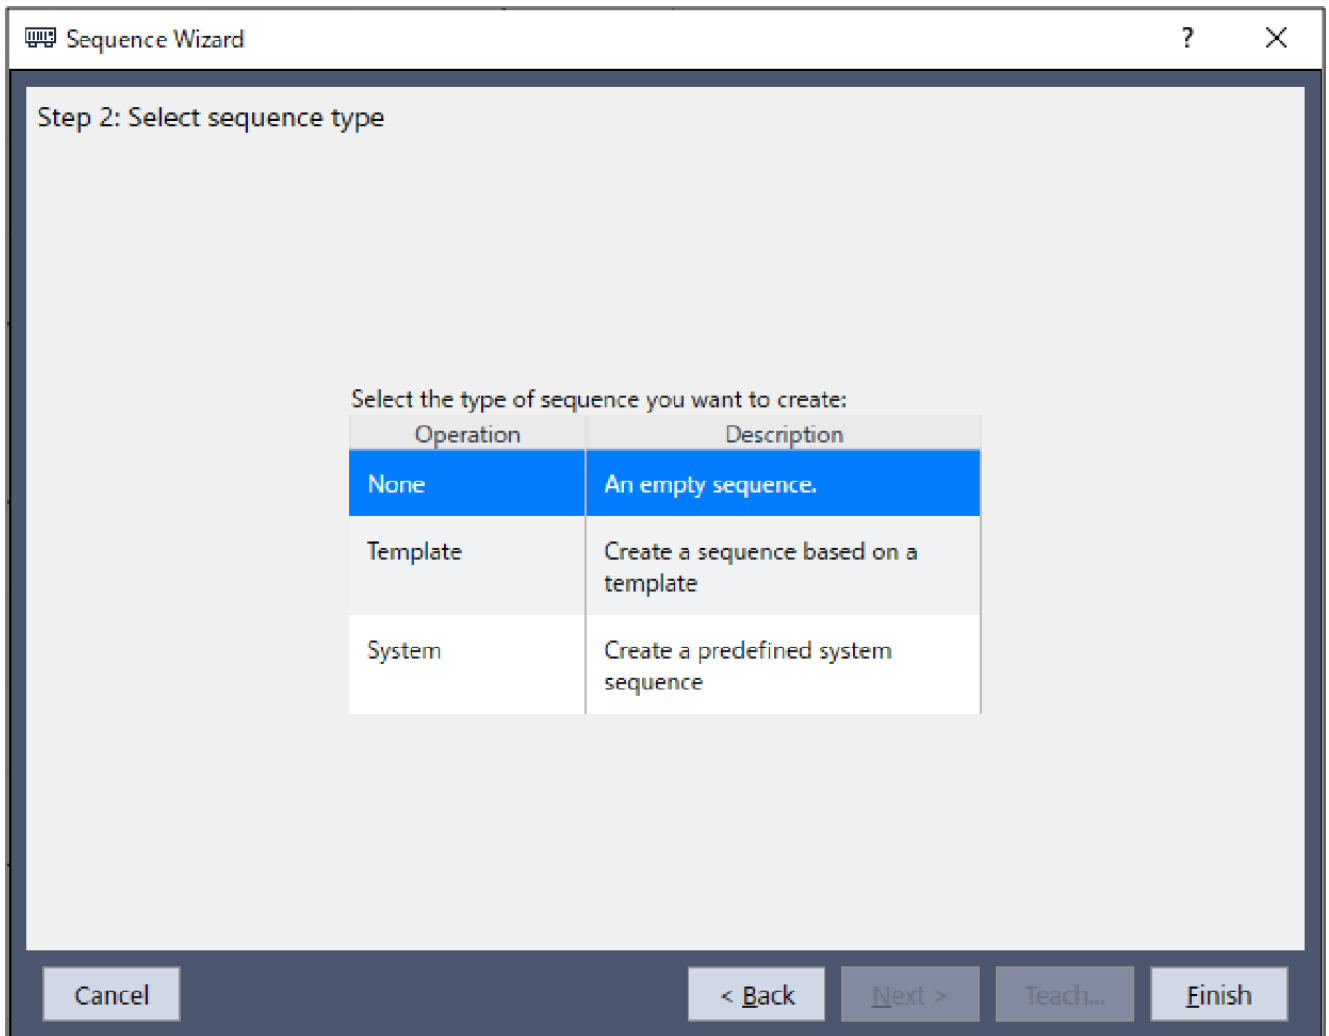 Sequence Wizard ?
Step 2: Select sequence type
Select the type of sequence you want to create:
Operation Description
None An empty sequence.
Template Create a sequence based on a
template
System Create a predefined system
sequence
Cancel < Back Next > Teach... Finish